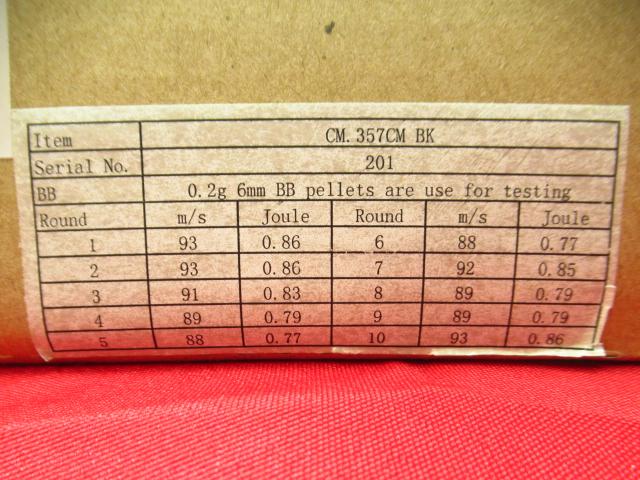 Item CM.357CM BK
Serial No. 201
BB 0.2g 6mm BB pellets are use for testing
Round m/s Joule Round m/s Joule
1 93 0.86 6 88 0.77
2 93 0.86 7 92 0.85
3 91 0.83 8 89 0.79
4 89 0.79 9 89 0.79
5 88 0.77 10 93 0.86